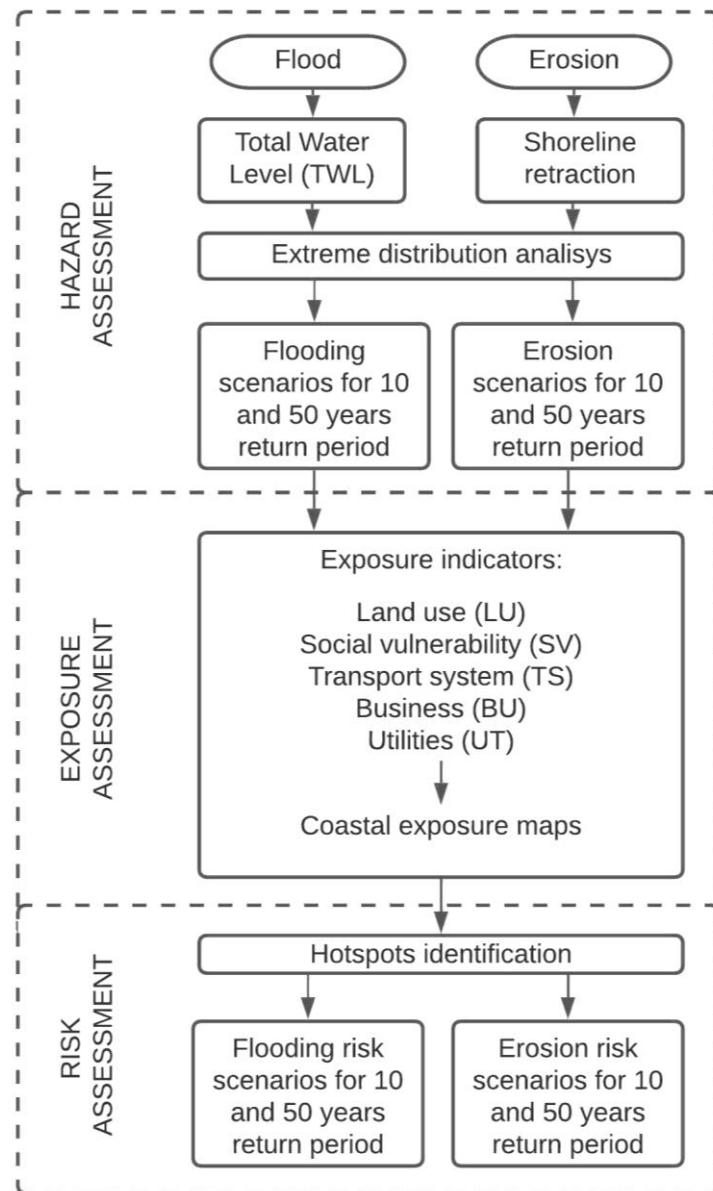 HAZARD
ASSESSMENT
Flood
Erosion
Total Water
Level (TWL)
Shoreline
retraction
Extreme distribution analisys
Flooding
scenarios for 10
and 50 years
return period
Erosion
scenarios for 10
and 50 years
return period
EXPOSURE
ASSESSMENT
Exposure indicators:
Land use (LU)
Social vulnerability (SV)
Transport system (TS)
Business (BU)
Utilities (UT)
Coastal exposure maps
RISK
ASSESSMENT
Hotspots identification
Flooding risk
scenarios for 10
and 50 years
return period
Erosion risk
scenarios for 10
and 50 years
return period